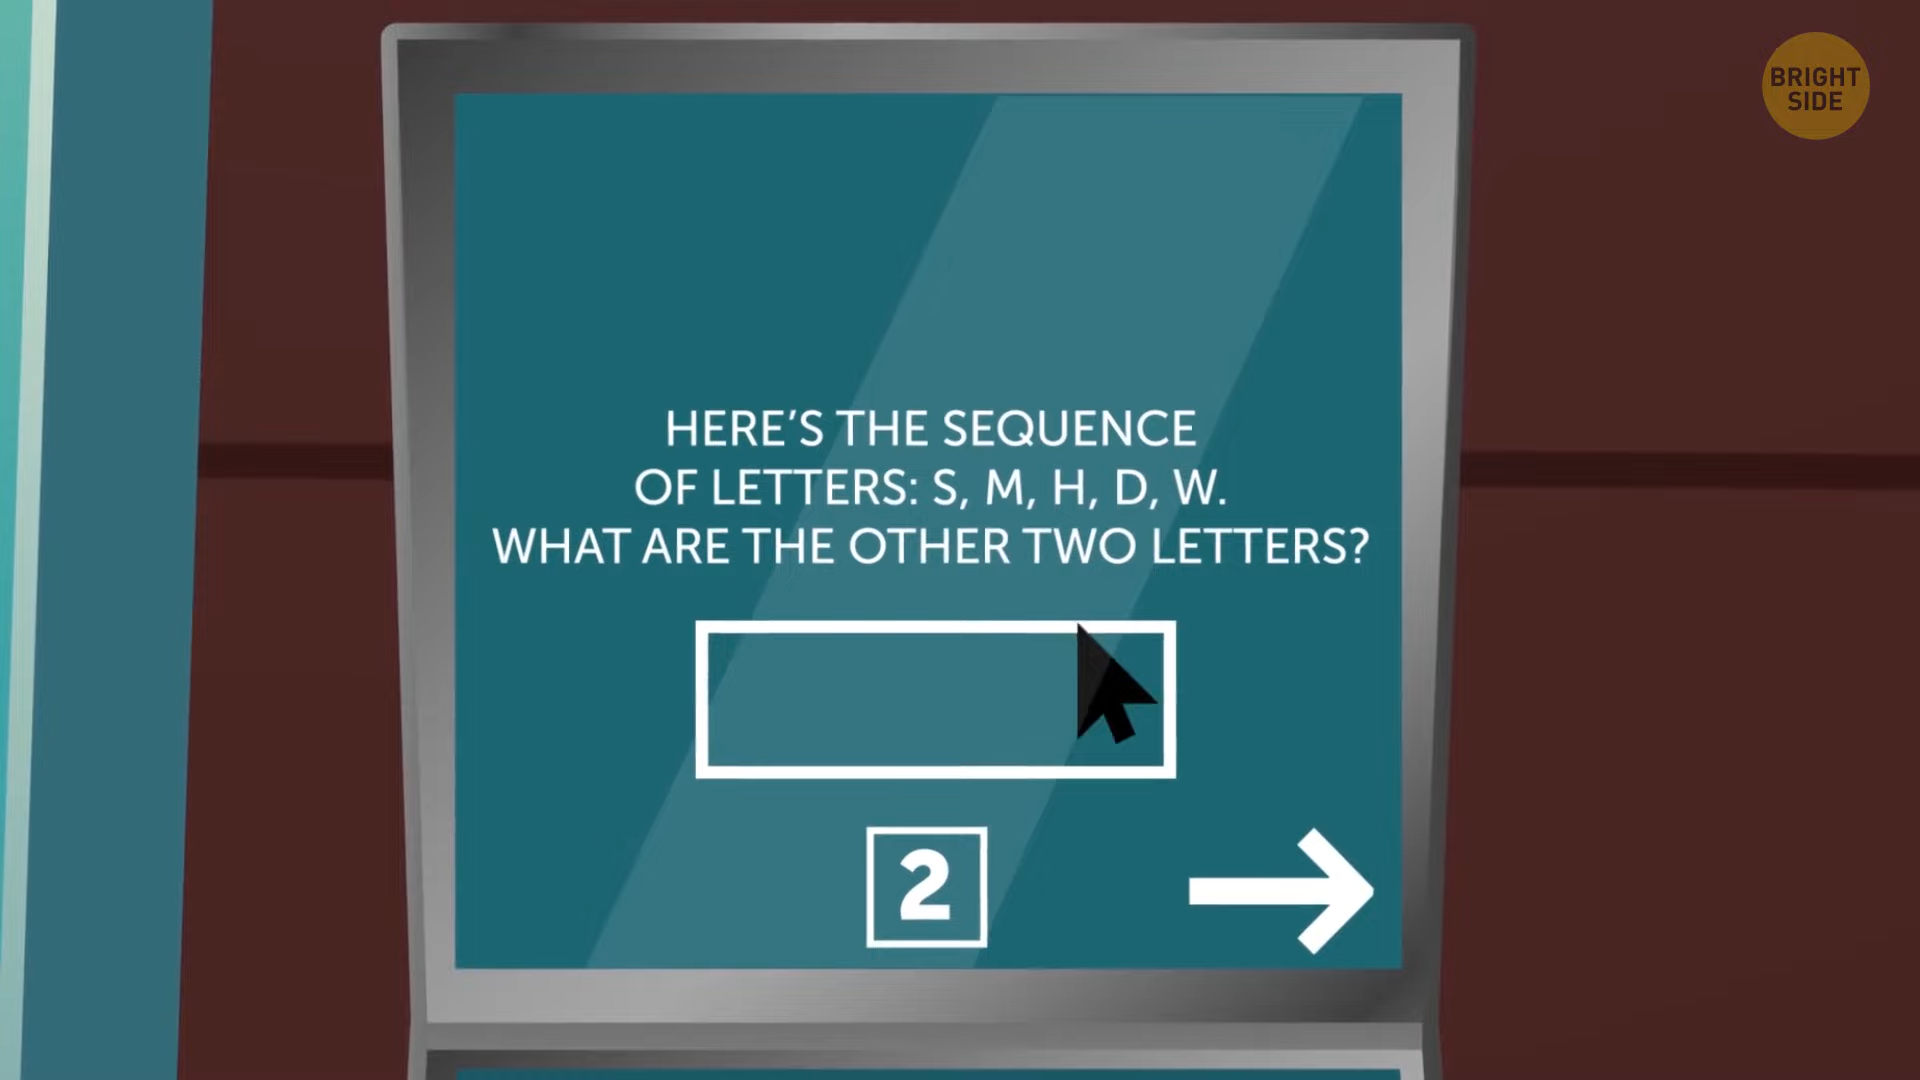 BRIGHT
SIDE
HERE'S THE SEQUENCE
OF LETTERS: S, M, H, D, W.
WHAT ARE THE OTHER TWO LETTERS?
2